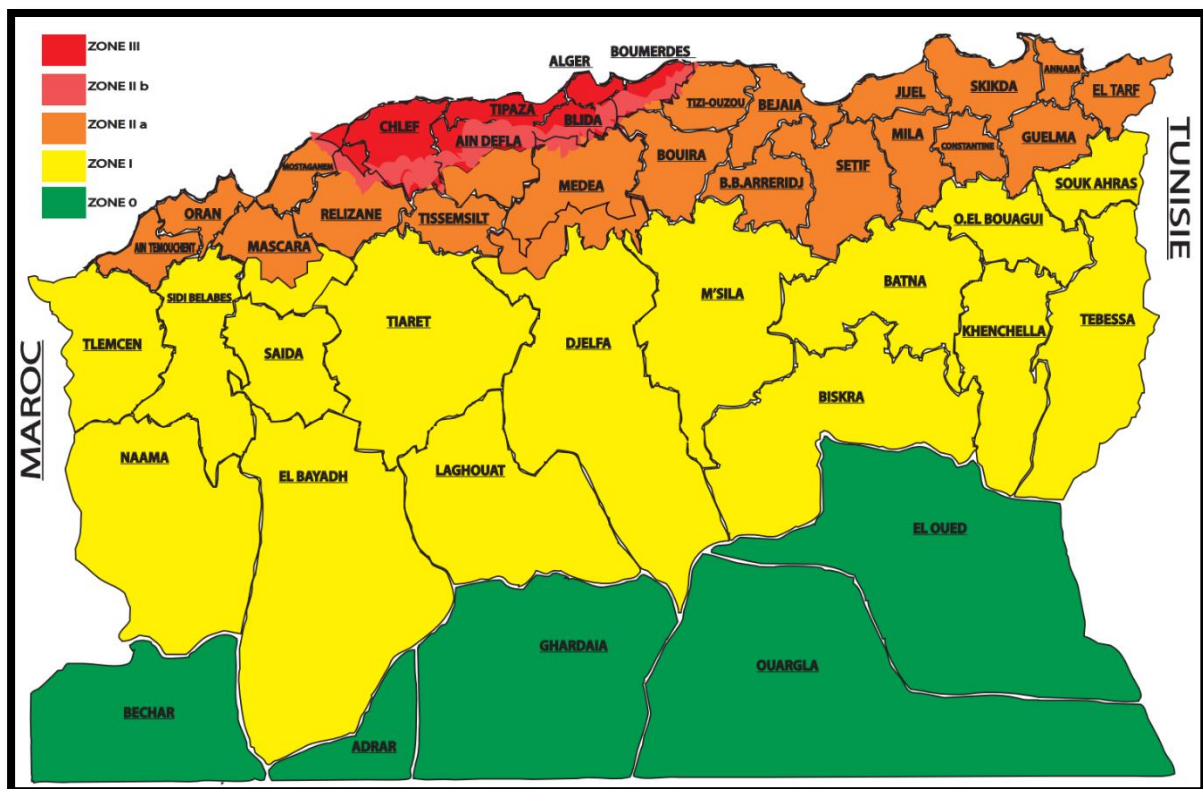 ZONE III
ZONE II b
ZONE II a
ZONE I
ZONE 0
ALGER
BOUMERDES
TIPAZA
CHLEF
BLIDA
AIN DEFLA
TIZI-OUZOU
BEJAIA
JIJEL
SKIKDA
ANNABA
EL TARF
MOSTAGANEM
BOUIRA
SETIF
MILA
CONSTANTINE
GUELMA
TUNISIE
ORAN
RELIZANE
TISSEMSILT
MEDEA
B.B.ARRERIDJ
SOUK AHRAS
AIN TEMOUCHENT
MASCARA
O.EL BOUAGUI
SIDI BELABES
M'SILA
BATNA
TLEMCEN
SAIDA
TIARET
DJELFA
KHENCHELLA
TEBESSA
MAROC
BISKRA
NAAMA
EL BAYADH
LAGHOUAT
EL OUED
GHARDAIA
OUARGLA
BECHAR
ADRAR